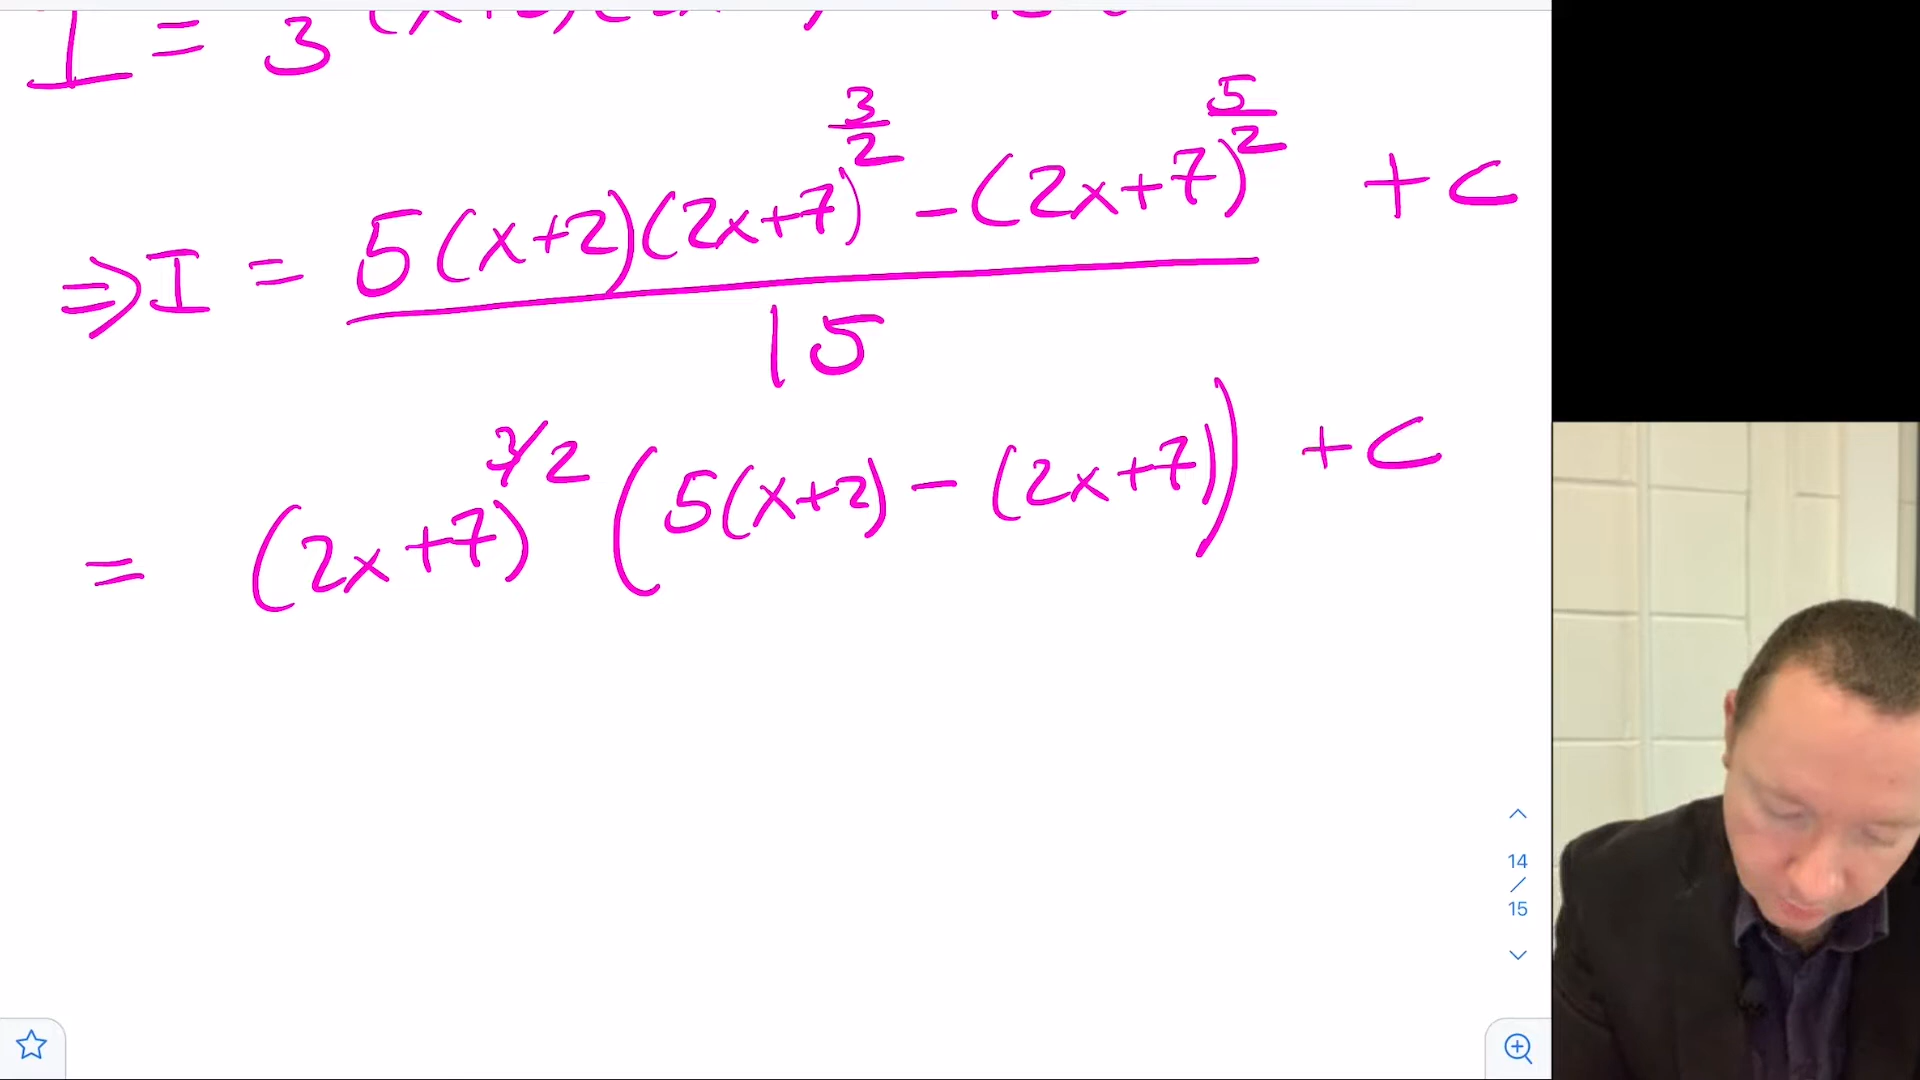 I = 3
⇒ I = 5(x+2)(2x+7)^{3/2} - (2x+7)^{5/2} + c
15
= (2x+7)^{3/2} (5(x+2) - (2x+7)) + c
14
/
15